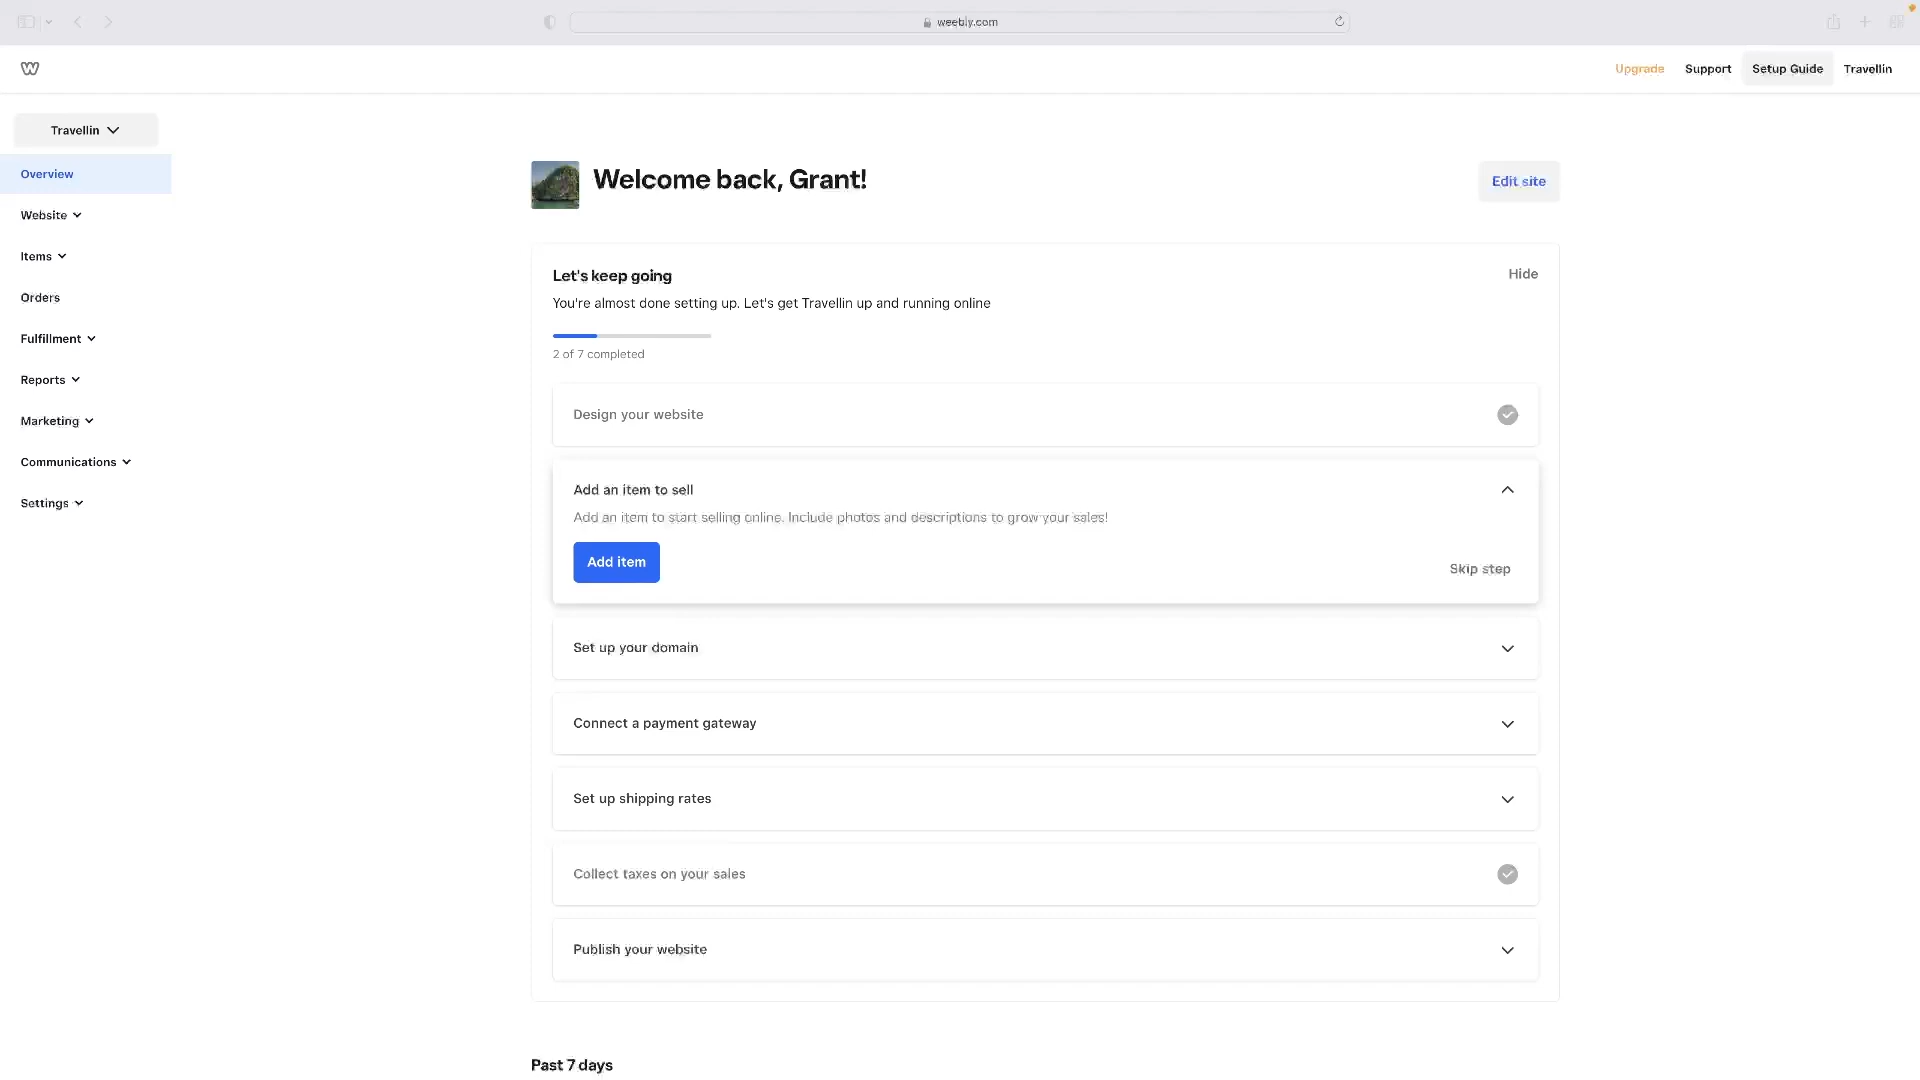 weebly.com
Upgrade
Support
Setup Guide
Travellin
Travellin
Overview
Website
Items
Orders
Fulfillment
Reports
Marketing
Communications
Settings
Welcome back, Grant!
Edit site
Let's keep going
Hide
You're almost done setting up. Let's get Travellin up and running online
2 of 7 completed
Design your website
Add an item to sell
Add an item to start selling online. Include photos and descriptions to grow your sales!
Add item
Skip step
Set up your domain
Connect a payment gateway
Set up shipping rates
Collect taxes on your sales
Publish your website
Past 7 days